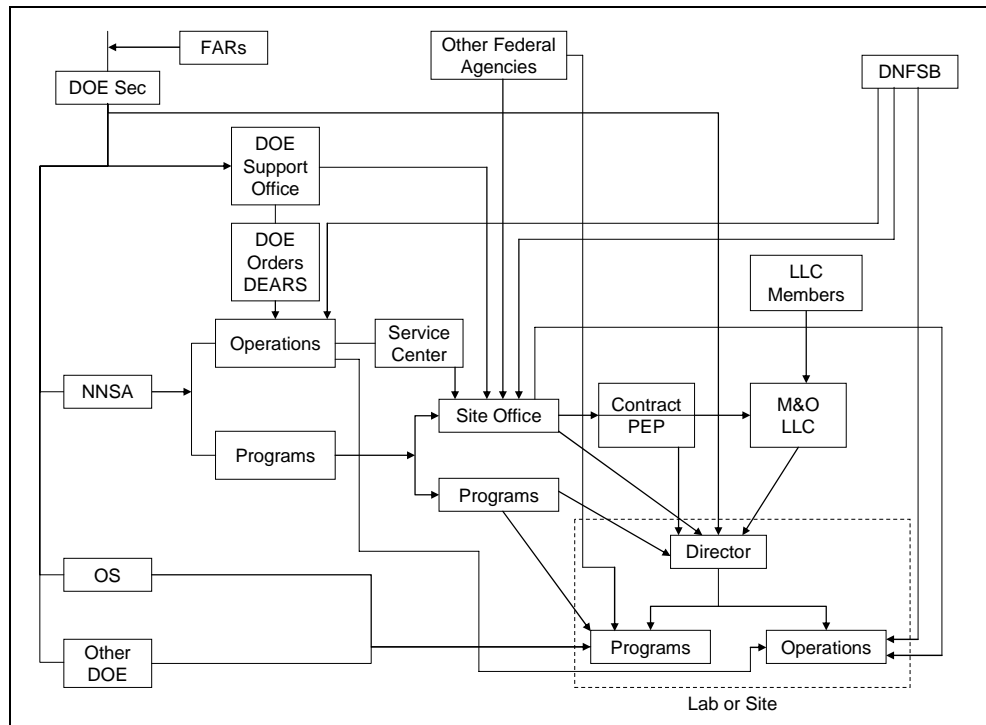 FARs
Other Federal
Agencies
DNFSB
DOE Sec
DOE
Support
Office
DOE
Orders
DEARS
LLC
Members
Operations
Service
Center
NNSA
Site Office
Contract
PEP
M&O
LLC
Programs
Programs
Director
OS
Programs
Operations
Other
DOE
Lab or Site